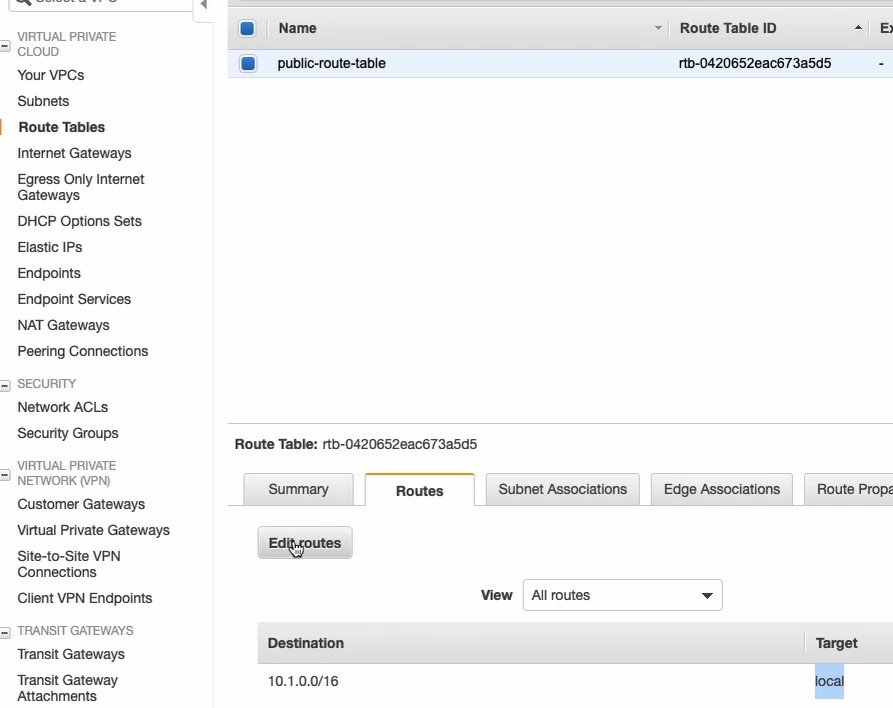 VIRTUAL PRIVATE
CLOUD
Your VPCs
Subnets
Route Tables
Internet Gateways
Egress Only Internet
Gateways
DHCP Options Sets
Elastic IPs
Endpoints
Endpoint Services
NAT Gateways
Peering Connections
SECURITY
Network ACLs
Security Groups
VIRTUAL PRIVATE
NETWORK (VPN)
Customer Gateways
Virtual Private Gateways
Site-to-Site VPN
Connections
Client VPN Endpoints
TRANSIT GATEWAYS
Transit Gateways
Transit Gateway
Attachments
Name Route Table ID
public-route-table rtb-0420652eac673a5d5 -
Route Table: rtb-0420652eac673a5d5
Summary Routes Subnet Associations Edge Associations Route
Edit routes
View All routes
Destination Target
10.1.0.0/16 local